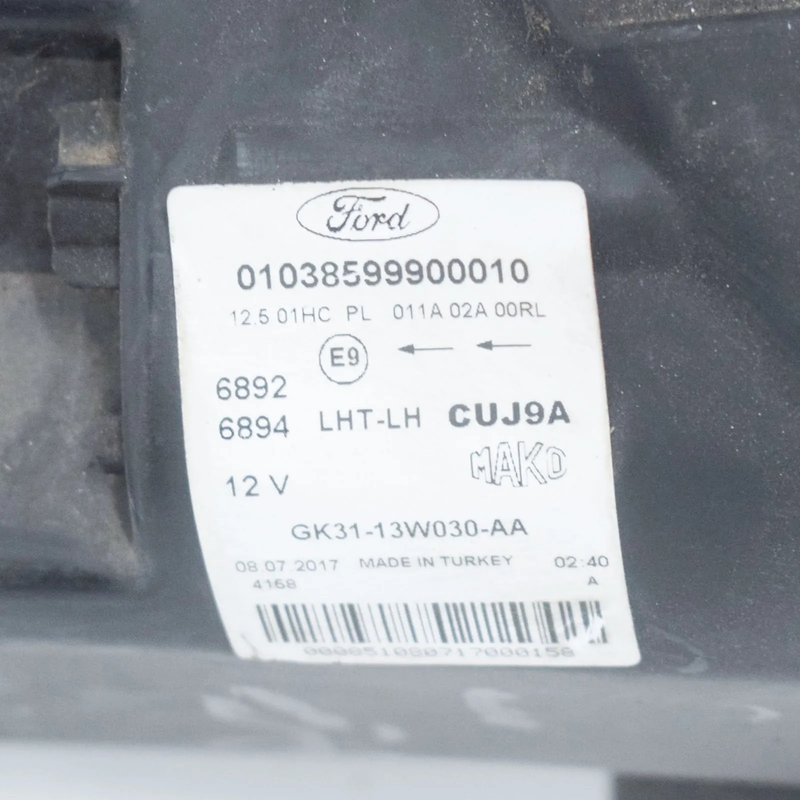 Ford
01038599900010
12.5 01HC PL 011A 02A 00RL
E9
6892
6894 LHT-LH CUJ9A
MAKO
12 V
GK31-13W030-AA
08.07.2017 MADE IN TURKEY 02:40
4158 A